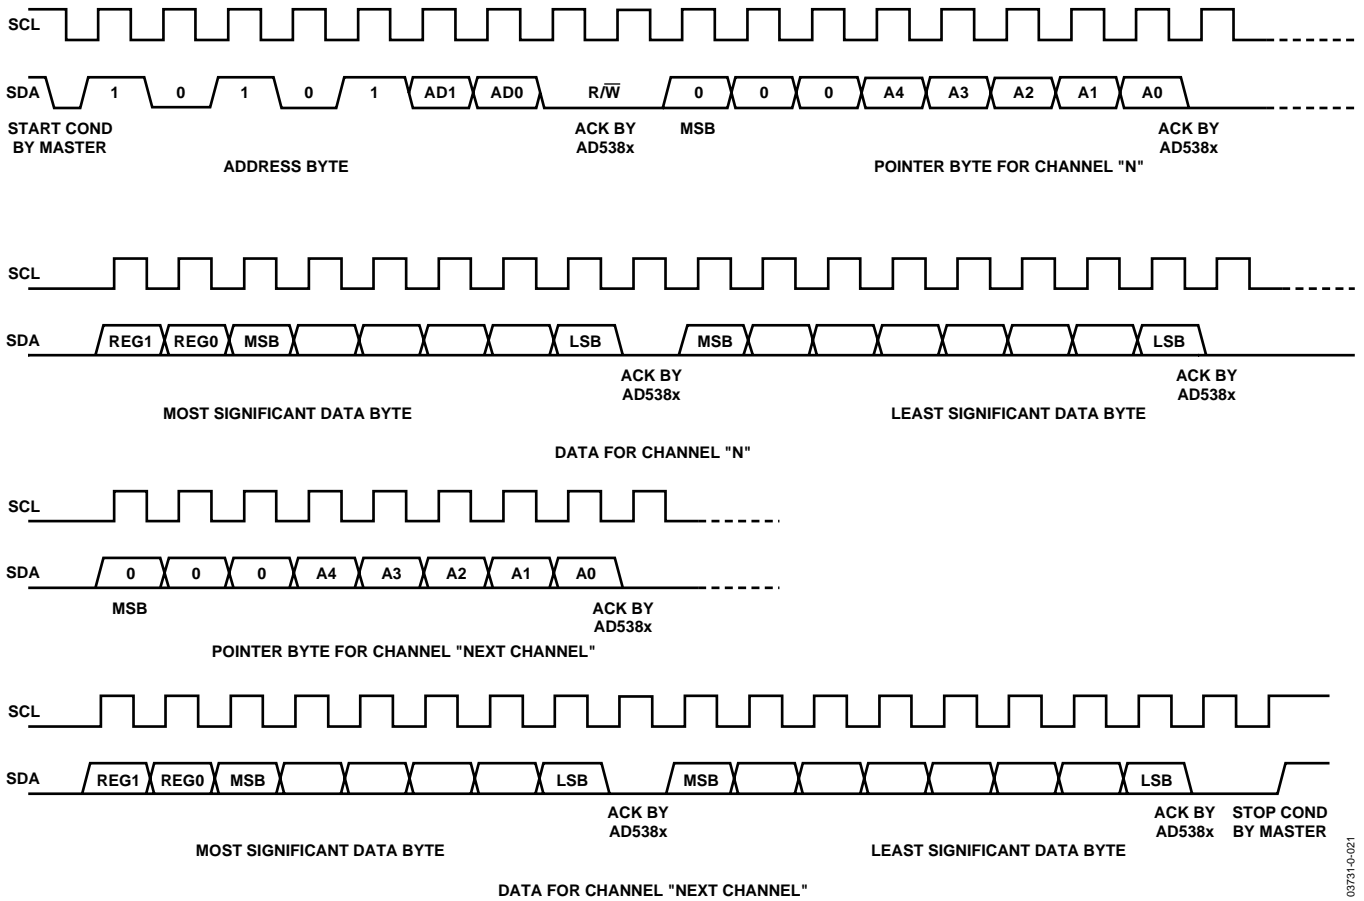 SCL
SDA 1 0 1 0 1 AD1 AD0 R/W̅ 0 0 0 A4 A3 A2 A1 A0
START COND BY MASTER
ACK BY AD538x
MSB
ACK BY AD538x
ADDRESS BYTE
POINTER BYTE FOR CHANNEL "N"
SCL
SDA REG1 REG0 MSB LSB MSB LSB
ACK BY AD538x
ACK BY AD538x
MOST SIGNIFICANT DATA BYTE
LEAST SIGNIFICANT DATA BYTE
DATA FOR CHANNEL "N"
SCL
SDA 0 0 0 A4 A3 A2 A1 A0
MSB
ACK BY AD538x
POINTER BYTE FOR CHANNEL "NEXT CHANNEL"
SCL
SDA REG1 REG0 MSB LSB MSB LSB
ACK BY AD538x
ACK BY AD538x
STOP COND BY MASTER
MOST SIGNIFICANT DATA BYTE
LEAST SIGNIFICANT DATA BYTE
DATA FOR CHANNEL "NEXT CHANNEL"
03731-0-021